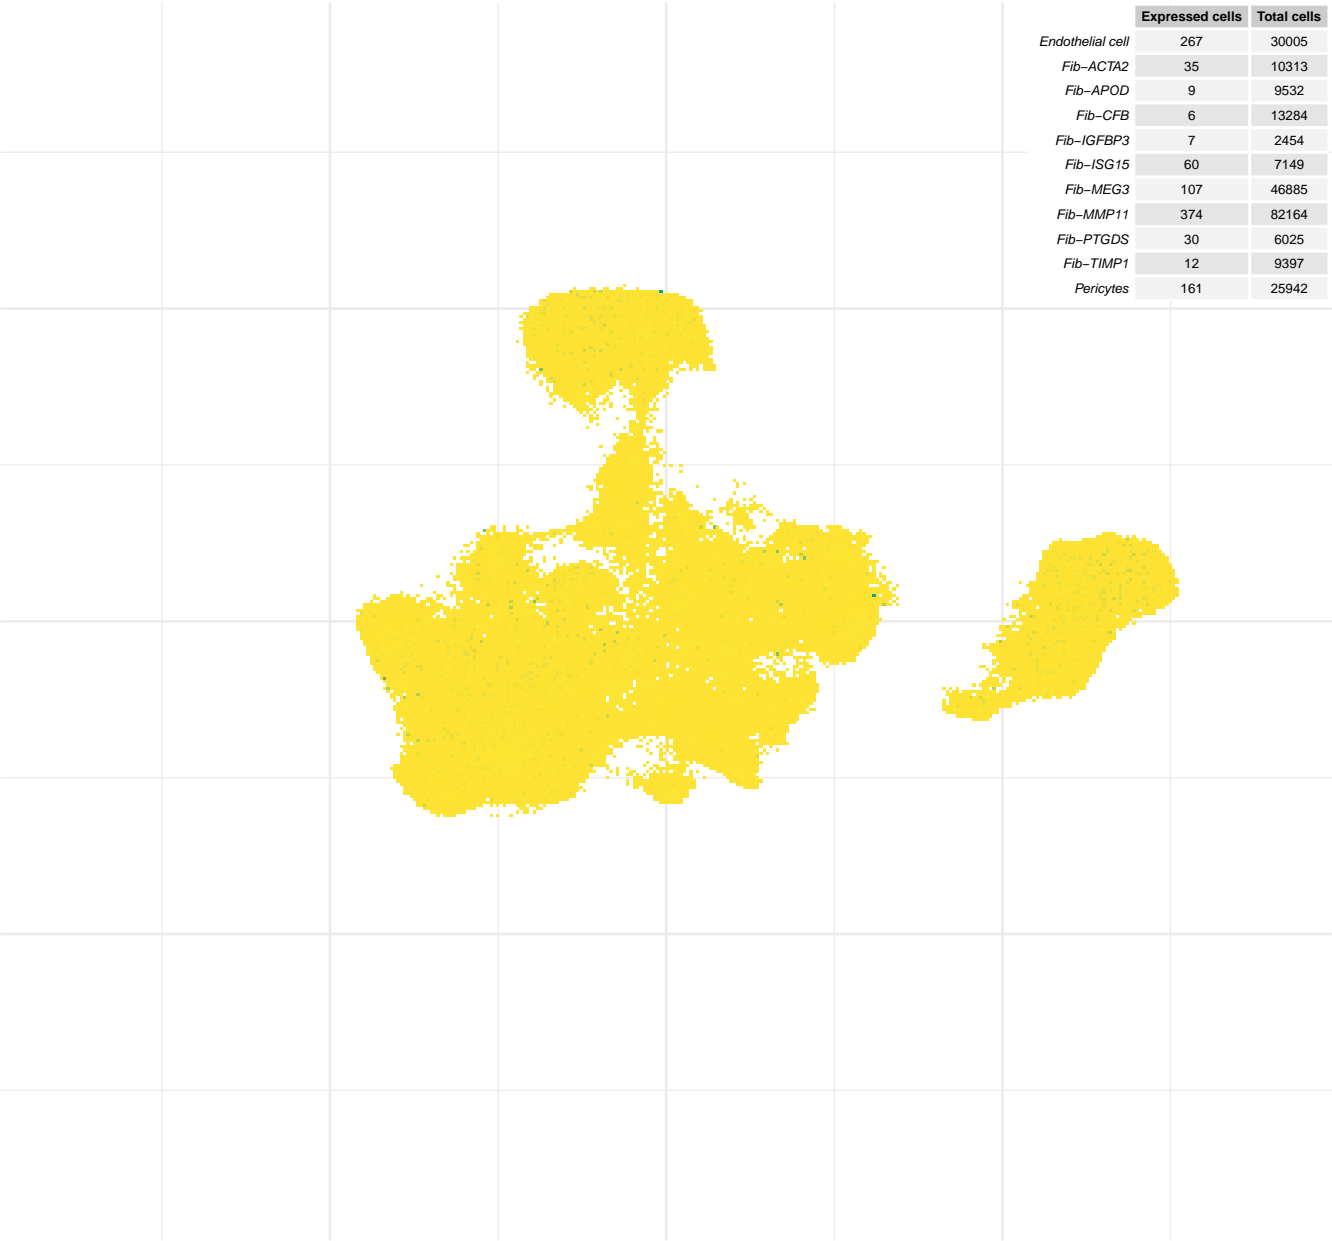 Expressed cells Total cells
Endothelial cell 267 30005
Fib−ACTA2 35 10313
Fib−APOD 9 9532
Fib−CFB 6 13284
Fib−IGFBP3 7 2454
Fib−ISG15 60 7149
Fib−MEG3 107 46885
Fib−MMP11 374 82164
Fib−PTGDS 30 6025
Fib−TIMP1 12 9397
Pericytes 161 25942